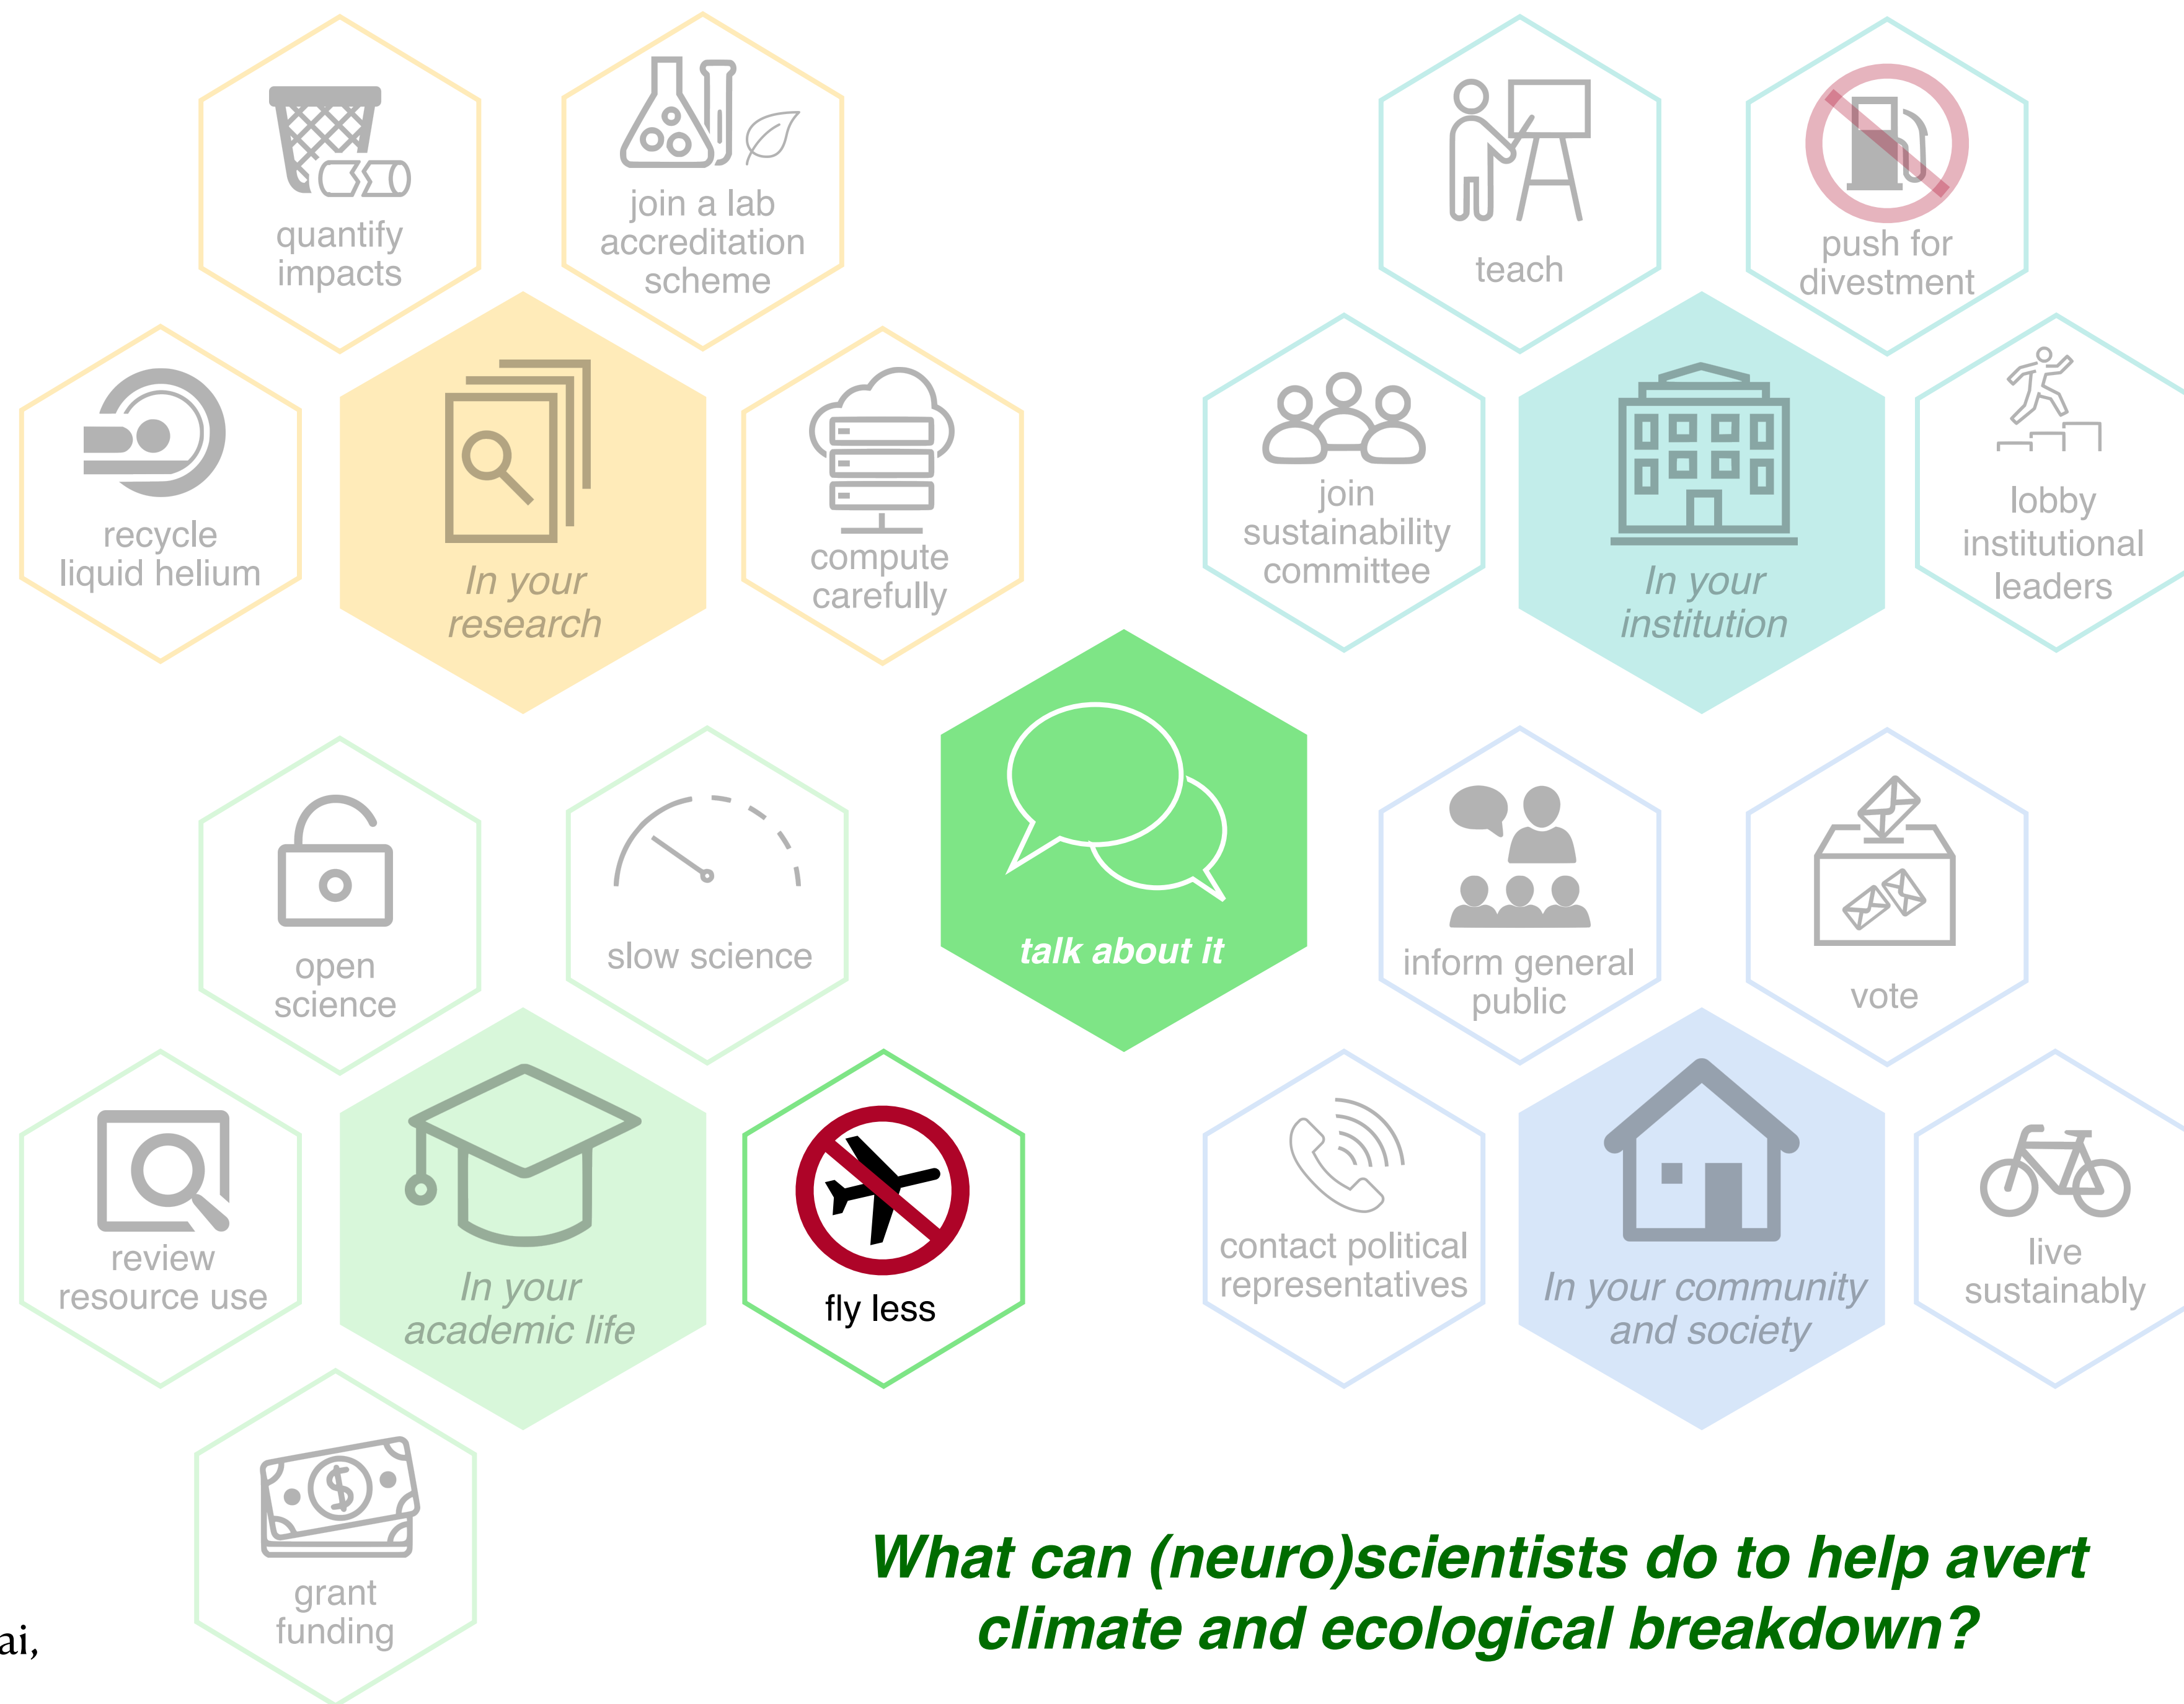 quantify
impacts
join a lab
accreditation
scheme
recycle
liquid helium
In your
research
compute
carefully
teach
push for
divestment
join
sustainability
committee
In your
institution
lobby
institutional
leaders
talk about it
open
science
slow science
review
resource use
In your
academic life
fly less
grant
funding
inform general
public
vote
contact political
representatives
In your community
and society
live
sustainably
What can (neuro)scientists do to help avert
climate and ecological breakdown?